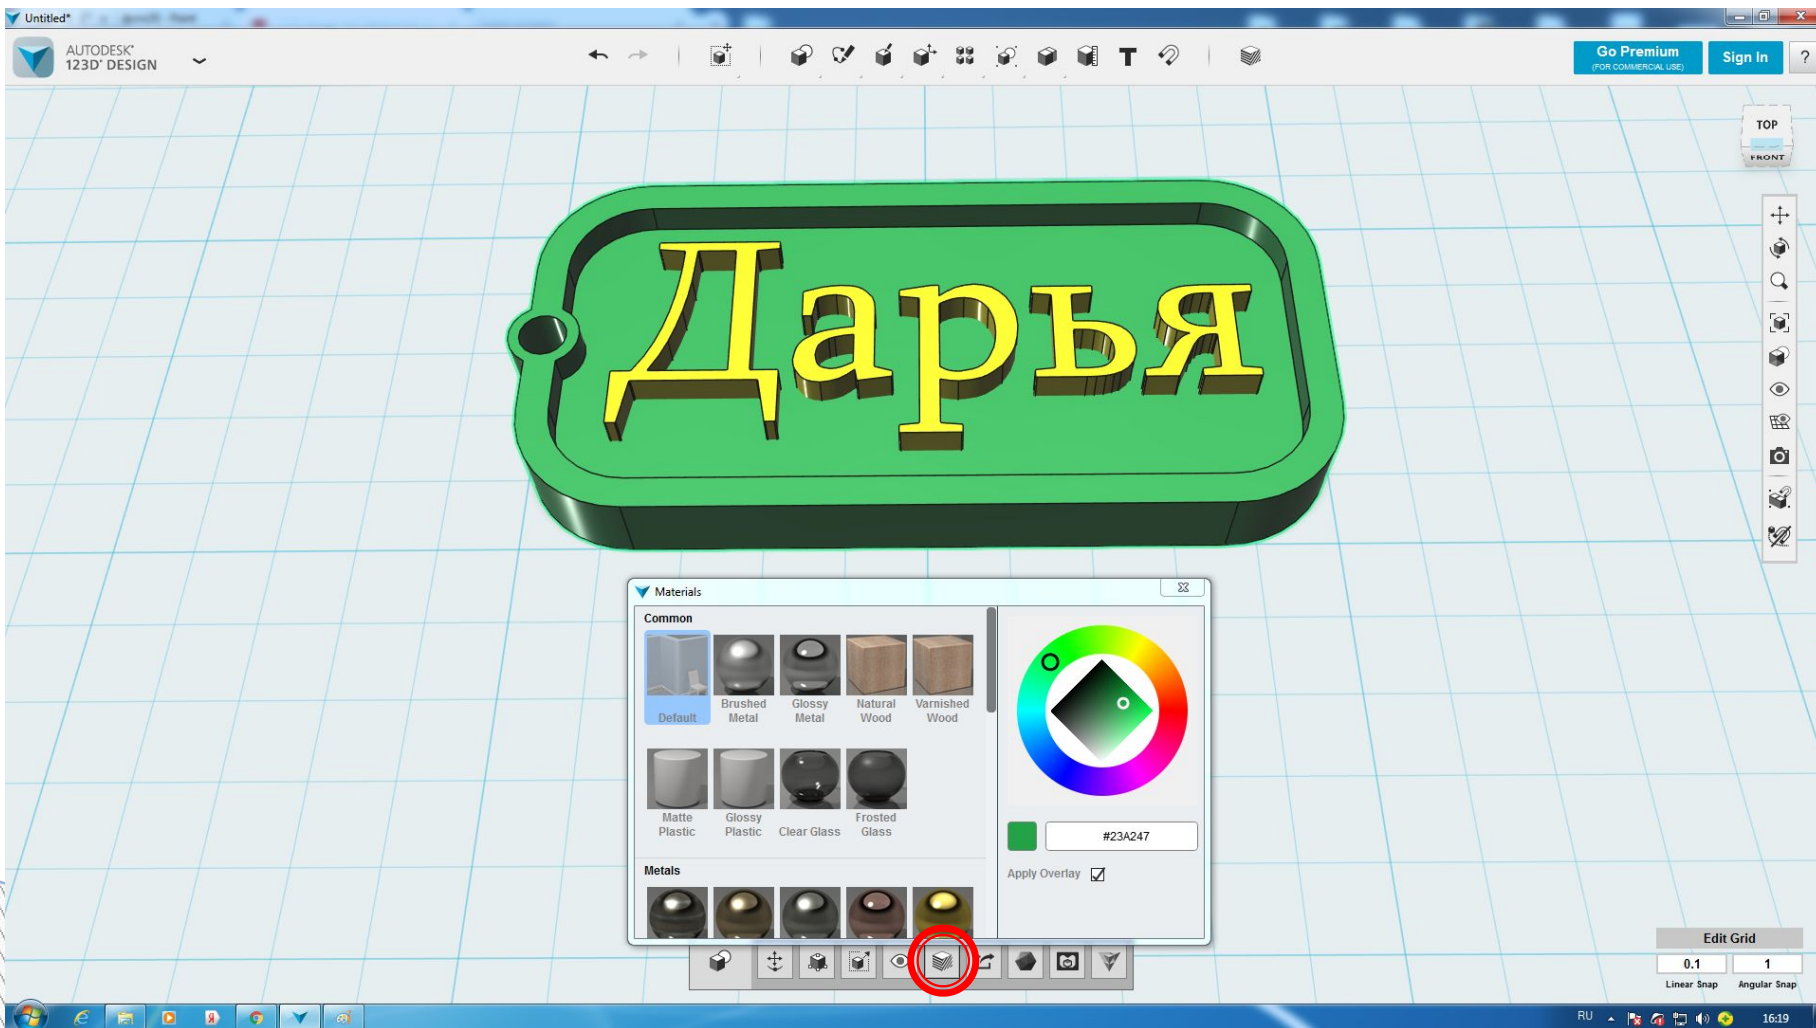 Untitled*
AUTODESK®
123D® DESIGN
T
Go Premium
(FOR COMMERCIAL USE)
Sign In
?
TOP
FRONT
Дарья
Materials
Common
Default
Brushed Metal
Glossy Metal
Natural Wood
Varnished Wood
Matte Plastic
Glossy Plastic
Clear Glass
Frosted Glass
Metals
#23A247
Apply Overlay
Edit Grid
0.1
1
Linear Snap
Angular Snap
RU
16:19